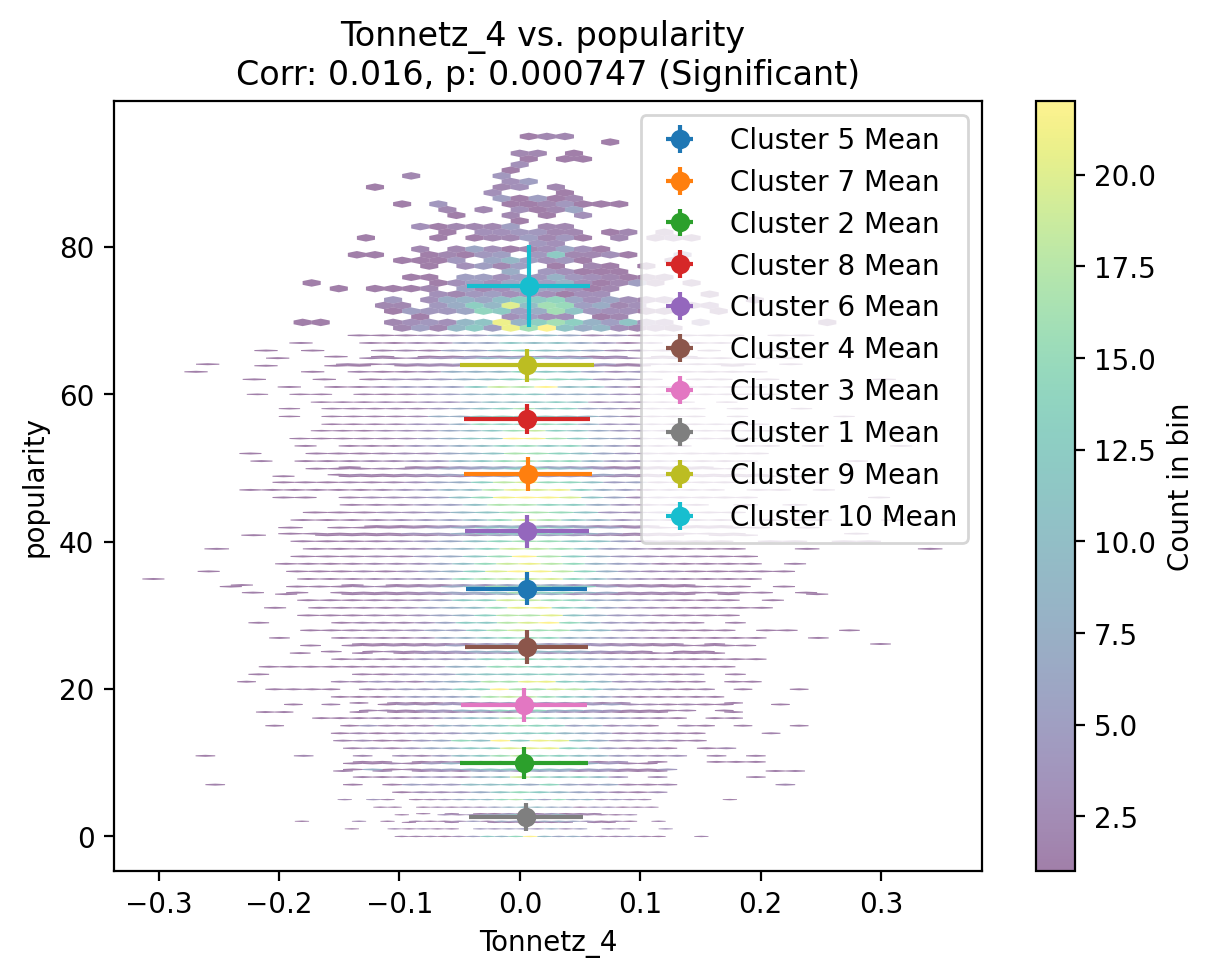 Tonnetz_4 vs. popularity
Corr: 0.016, p: 0.000747 (Significant)
popularity
80
60
40
20
0
−0.3
−0.2
−0.1
0.0
0.1
0.2
0.3
Tonnetz_4
Cluster 5 Mean
Cluster 7 Mean
Cluster 2 Mean
Cluster 8 Mean
Cluster 6 Mean
Cluster 4 Mean
Cluster 3 Mean
Cluster 1 Mean
Cluster 9 Mean
Cluster 10 Mean
20.0
17.5
15.0
12.5
10.0
7.5
5.0
2.5
Count in bin